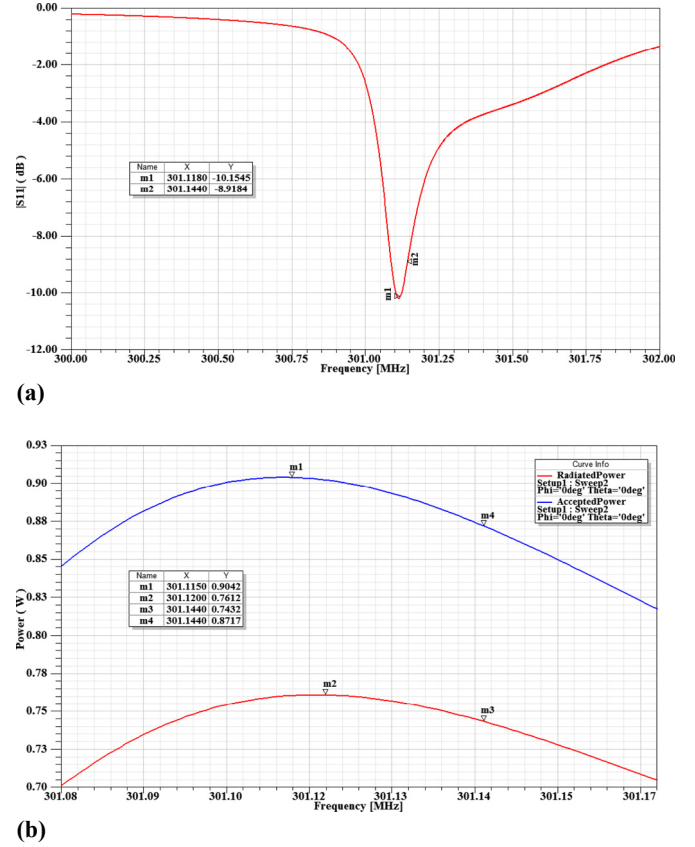 0.00
-2.00
-4.00
-6.00
-8.00
-10.00
-12.00
|S11| ( dB )
Name X Y
m1 301.1180 -10.1545
m2 301.1440 -8.9184
m1
m2
300.00 300.25 300.50 300.75 301.00 301.25 301.50 301.75 302.00
Frequency [MHz]
(a)
0.93
0.90
0.88
0.85
0.83
0.80
0.78
0.75
0.73
0.70
Power ( W )
m1
m4
m2
m3
Curve Info
RadiatedPower
Setup1 : Sweep2
Phi='0deg' Theta='0deg'
AcceptedPower
Setup1 : Sweep2
Phi='0deg' Theta='0deg'
Name X Y
m1 301.1150 0.9042
m2 301.1200 0.7612
m3 301.1440 0.7432
m4 301.1440 0.8717
301.08 301.09 301.10 301.12 301.13 301.14 301.15 301.17
Frequency [MHz]
(b)